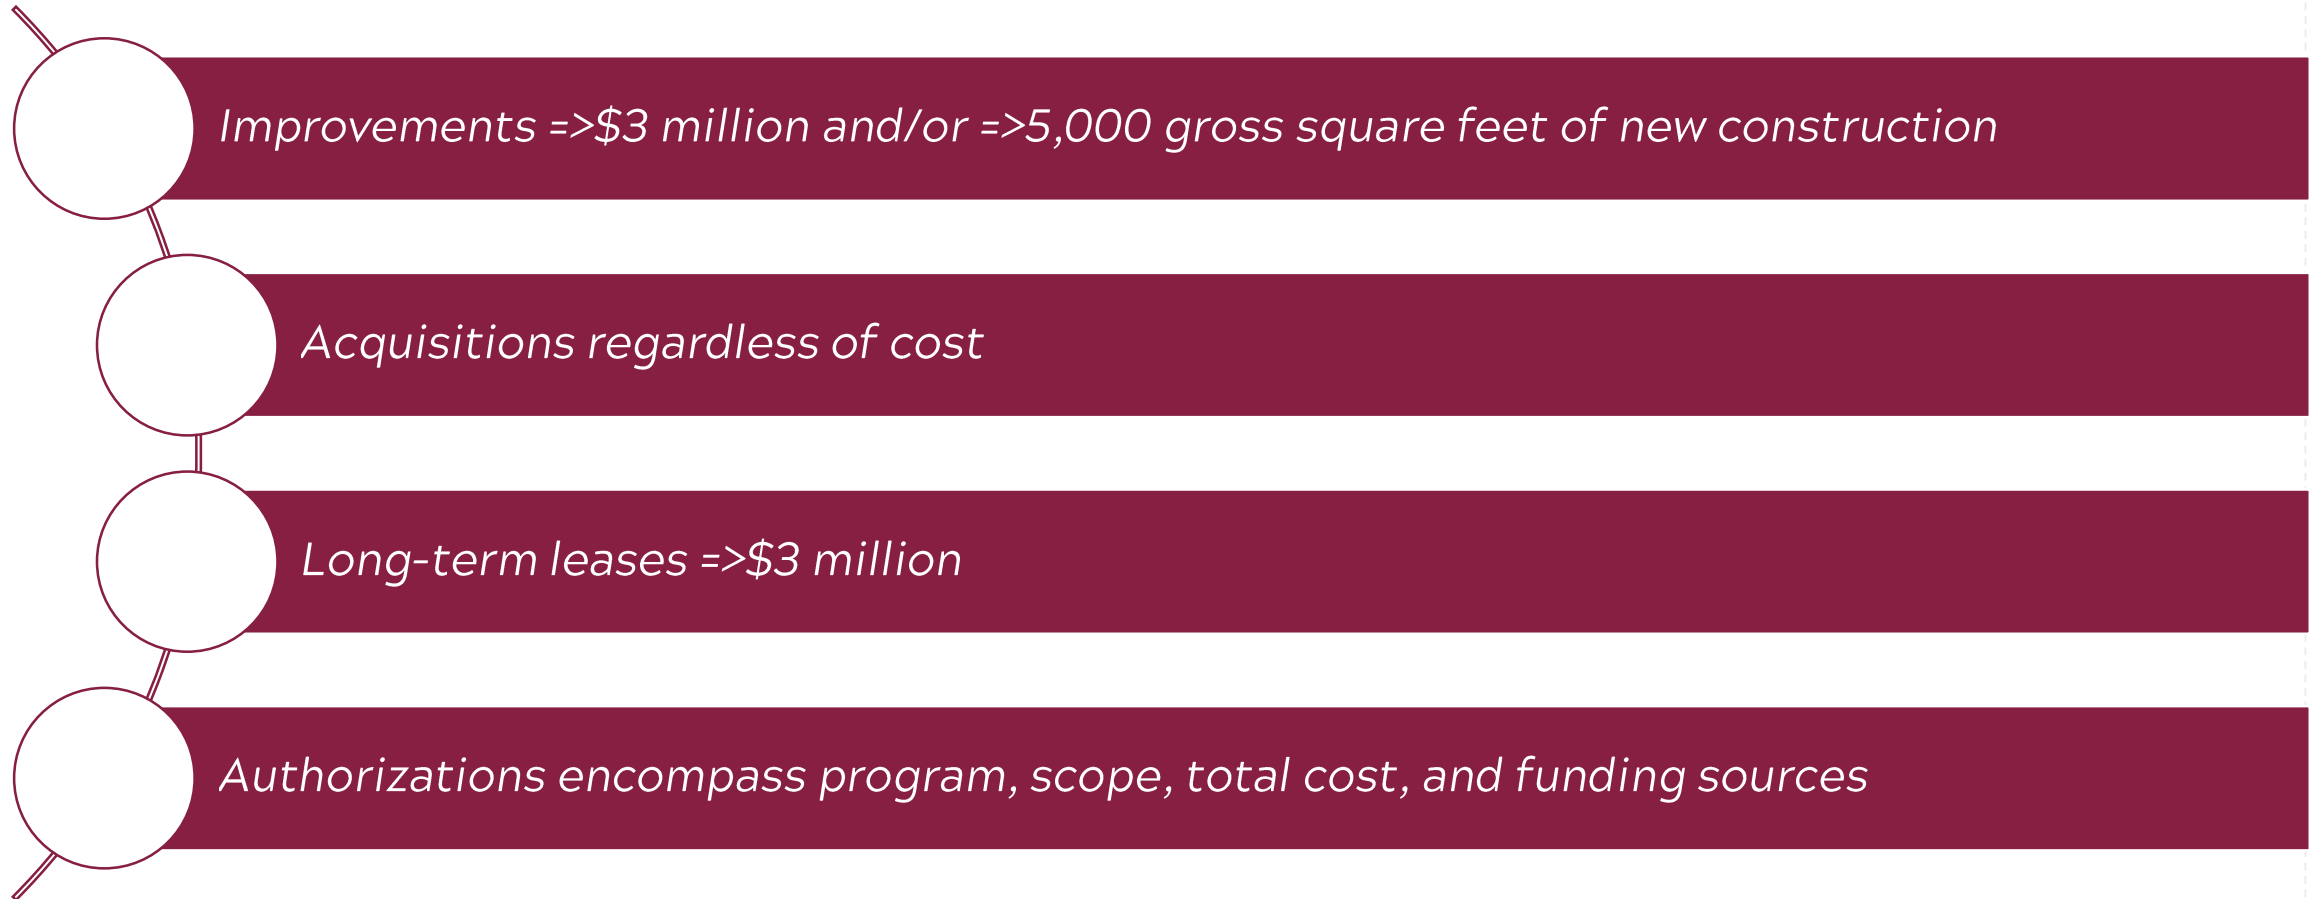 Improvements =>$3 million and/or =>5,000 gross square feet of new construction
Acquisitions regardless of cost
Long-term leases =>$3 million
Authorizations encompass program, scope, total cost, and funding sources